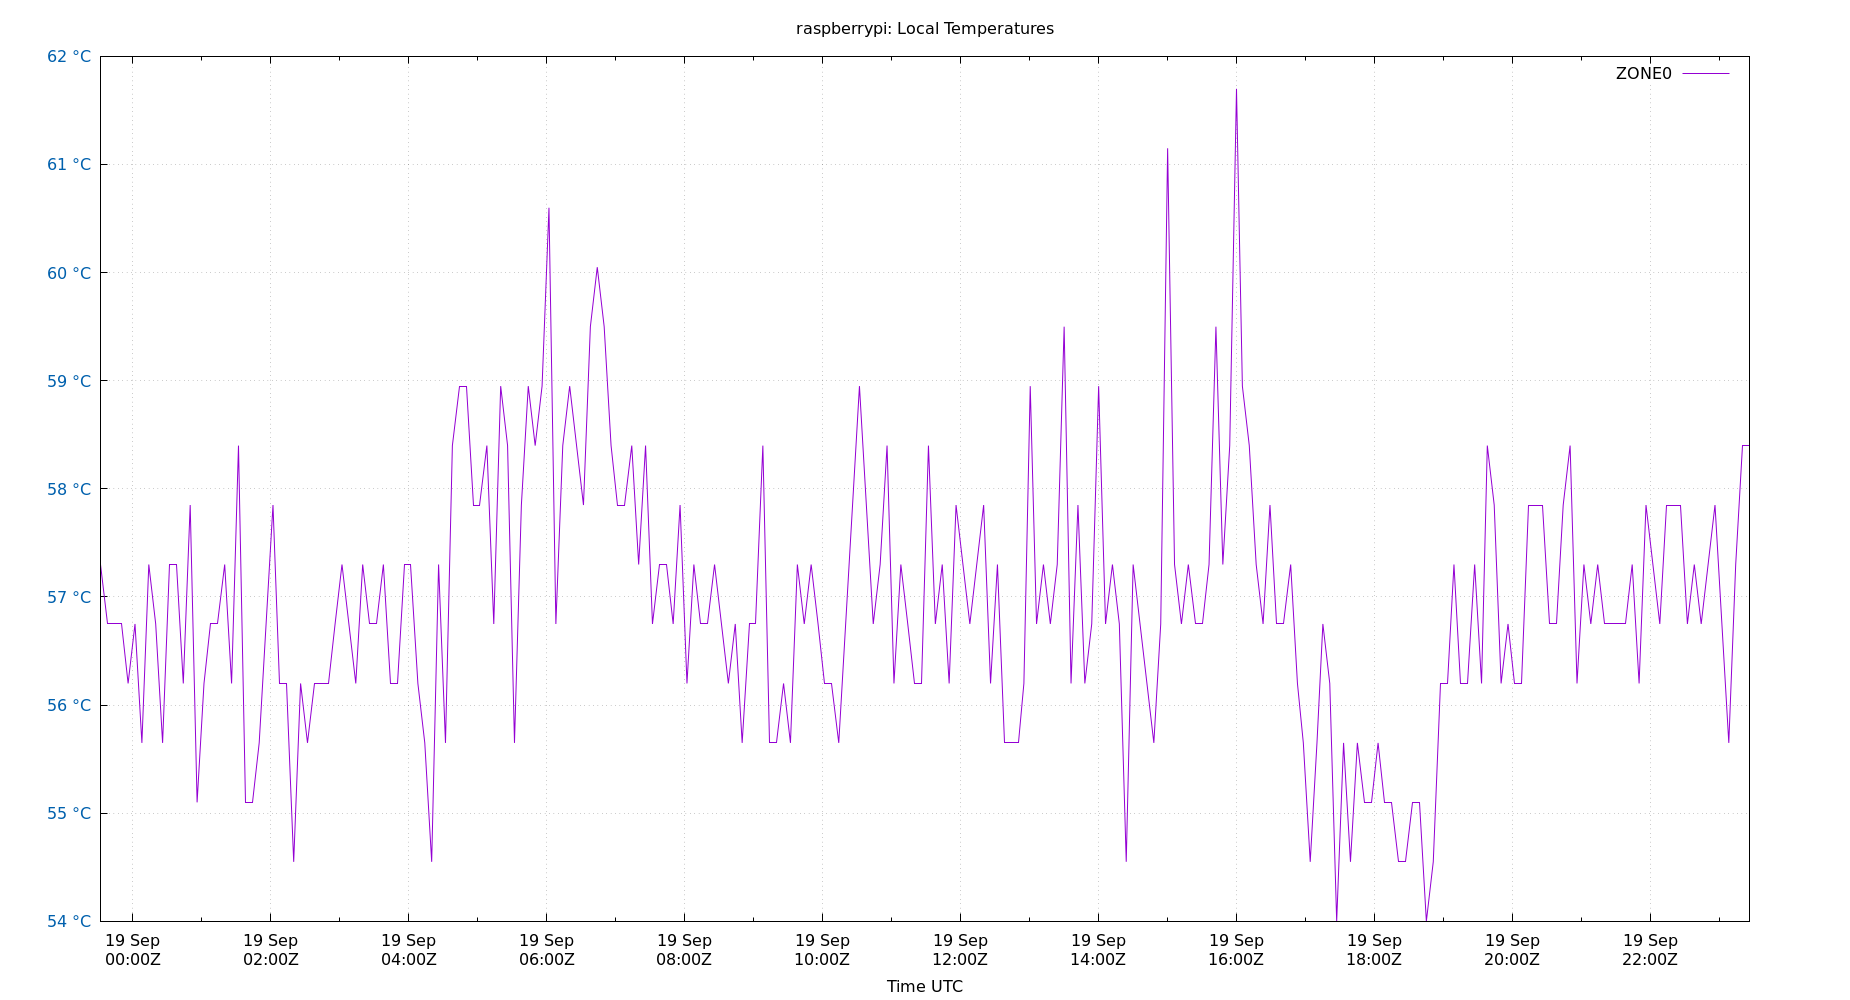 raspberrypi: Local Temperatures
62 °C
ZONE0
61 °C
60 °C
59 °C
58 °C
57 °C
56 °C
55 °C
54 °C
19 Sep 19 Sep 19 Sep 19 Sep 19 Sep 19 Sep 19 Sep 19 Sep 19 Sep 19 Sep 19 Sep 19 Sep
00:00Z 02:00Z 04:00Z 06:00Z 08:00Z 10:00Z 12:00Z 14:00Z 16:00Z 18:00Z 20:00Z 22:00Z
Time UTC